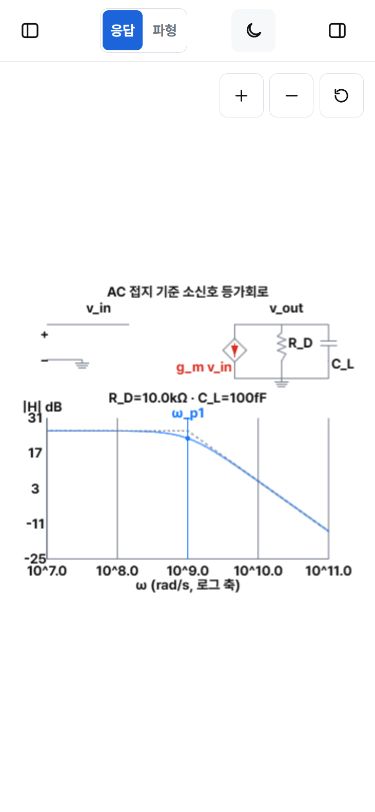 응답 파형
AC 접지 기준 소신호 등가회로
v_in v_out
+
−
g_m v_in
R_D
C_L
R_D=10.0kΩ · C_L=100fF
|H| dB
ω_p1
31
17
3
-11
-25
10^7.0 10^8.0 10^9.0 10^10.0 10^11.0
ω (rad/s, 로그 축)